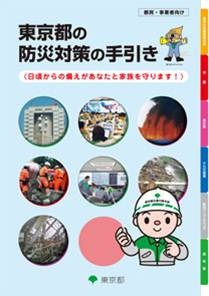 都民・事業者向け
東京都の
防災対策の手引き
（日頃からの備えがあなたと家族を守ります！）
東京都